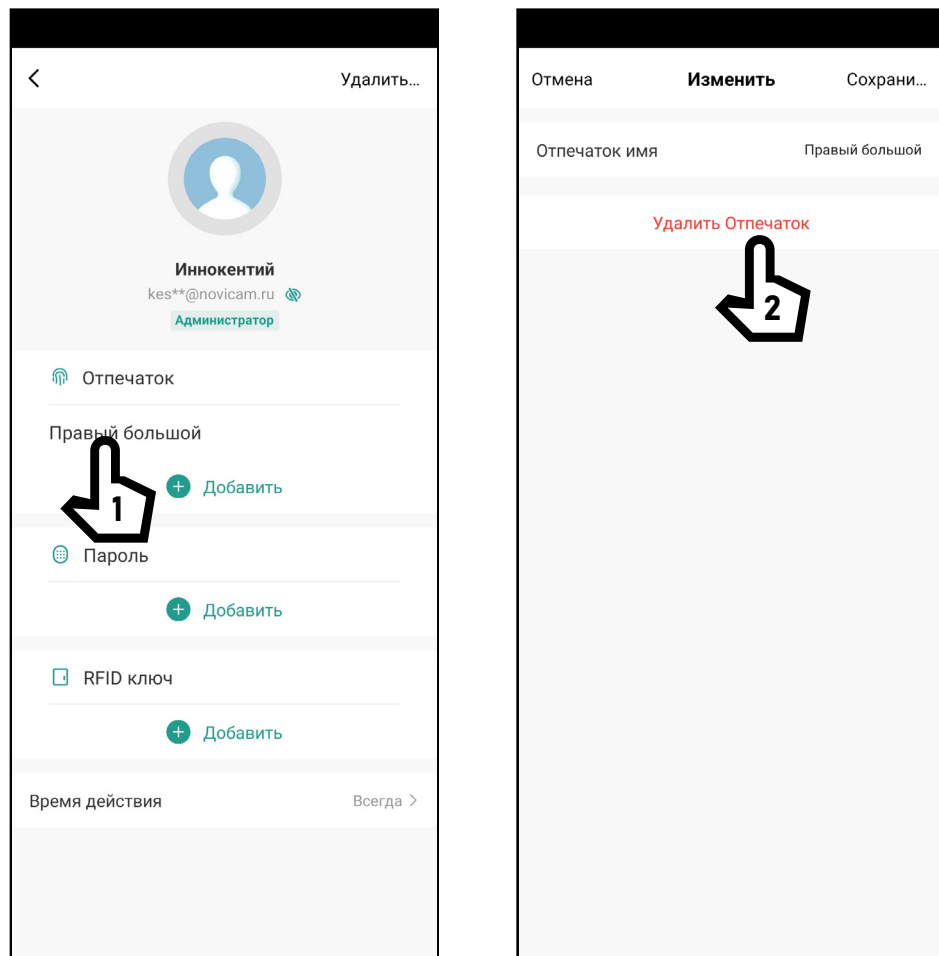 Удалить...
Иннокентий
kes**@novicam.ru
Администратор
Отпечаток
Правый большой
1
Добавить
Пароль
Добавить
RFID ключ
Добавить
Время действия Всегда
Отмена Изменить Сохрани...
Отпечаток имя Правый большой
Удалить Отпечаток
2